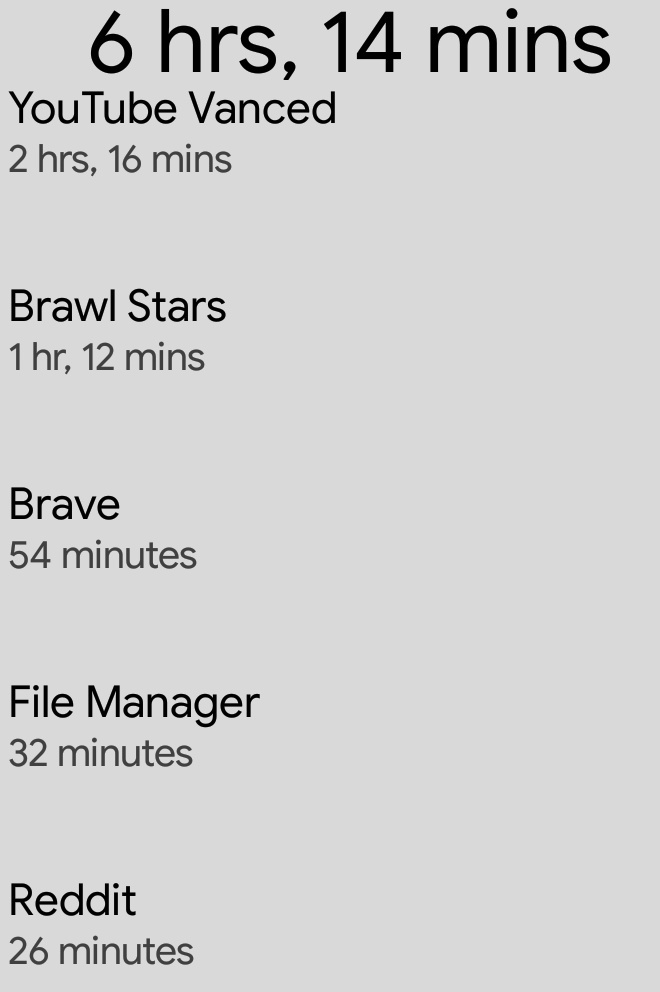 6 hrs, 14 mins
YouTube Vanced
2 hrs, 16 mins
Brawl Stars
1 hr, 12 mins
Brave
54 minutes
File Manager
32 minutes
Reddit
26 minutes